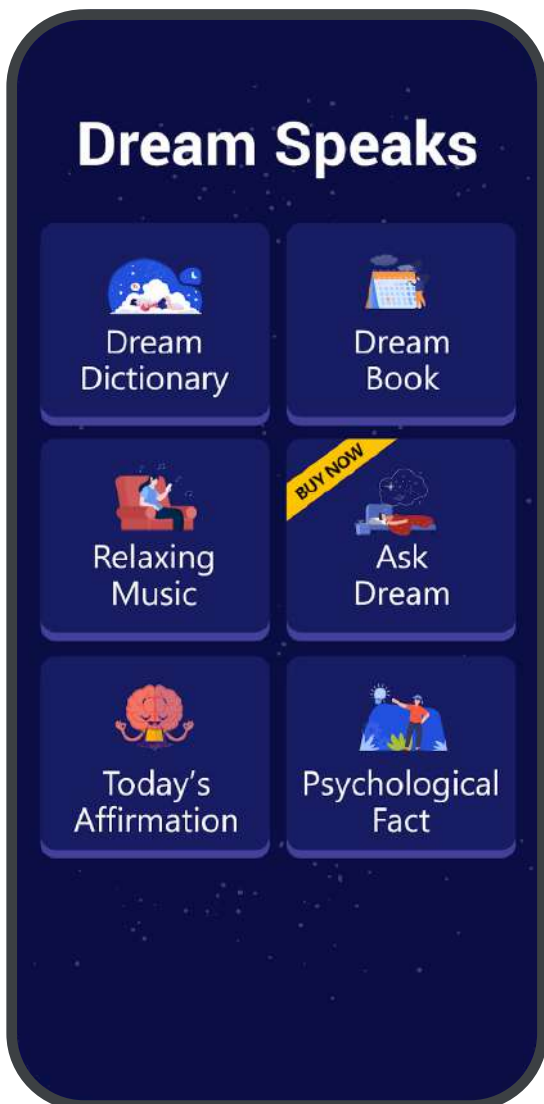 Dream Speaks
Dream
Dictionary
Dream
Book
Relaxing
Music
BUY NOW
Ask
Dream
Today's
Affirmation
Psychological
Fact